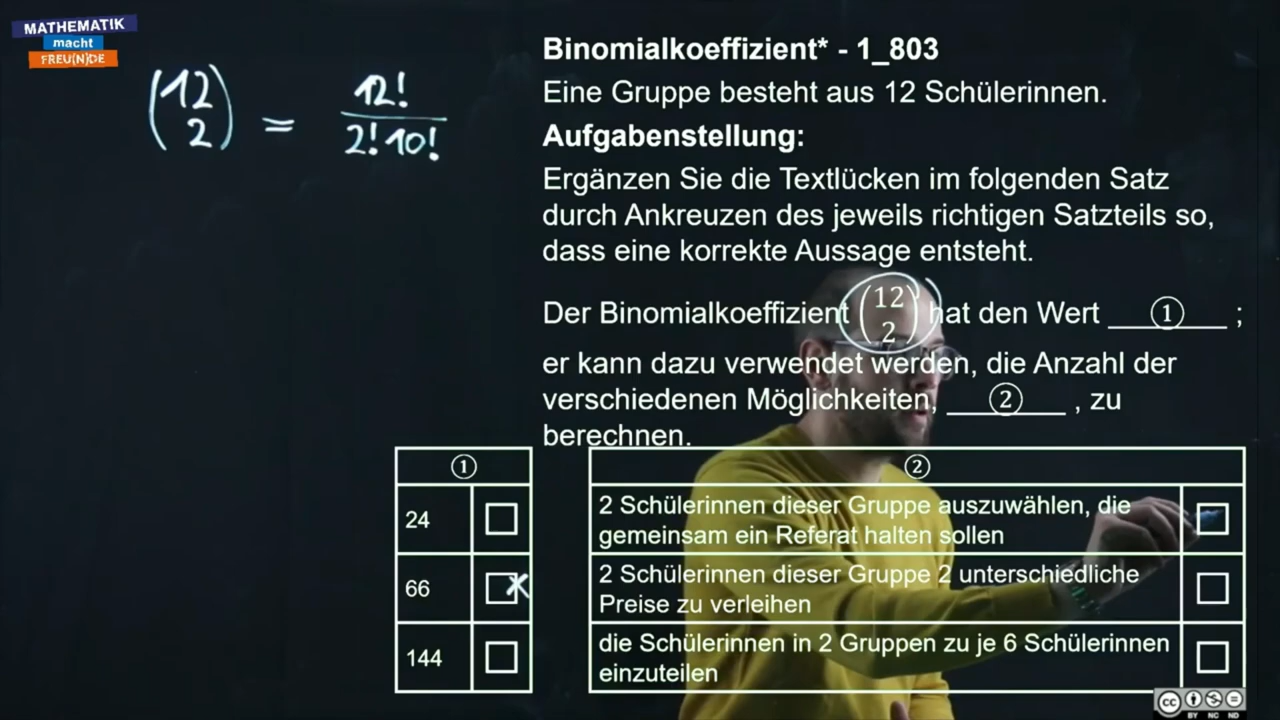 MATHEMATIK
macht
FREU(N)DE
(12 2) = 12! / 2! 10!
Binomialkoeffizient* - 1_803
Eine Gruppe besteht aus 12 Schülerinnen.
Aufgabenstellung:
Ergänzen Sie die Textlücken im folgenden Satz
durch Ankreuzen des jeweils richtigen Satzteils so,
dass eine korrekte Aussage entsteht.
Der Binomialkoeffizient (12 2) hat den Wert ① ;
er kann dazu verwendet werden, die Anzahl der
verschiedenen Möglichkeiten, ② , zu
berechnen.
①
24
66 x
144
②
2 Schülerinnen dieser Gruppe auszuwählen, die
gemeinsam ein Referat halten sollen
2 Schülerinnen dieser Gruppe 2 unterschiedliche
Preise zu verleihen
die Schülerinnen in 2 Gruppen zu je 6 Schülerinnen
einzuteilen
cc BY NC ND